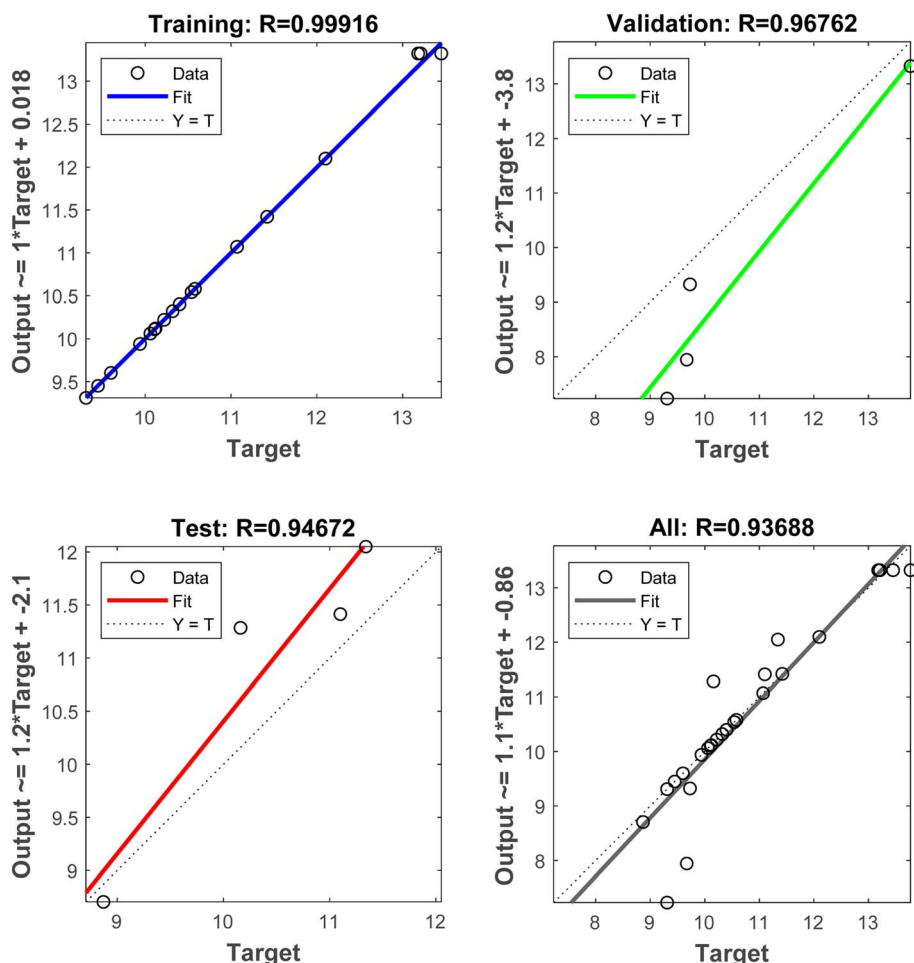 Training: R=0.99916
Output ~= 1*Target + 0.018
Data
Fit
Y = T
13
12.5
12
11.5
11
10.5
10
9.5
10 11 12 13
Target
Validation: R=0.96762
Output ~= 1.2*Target + -3.8
Data
Fit
Y = T
13
12
11
10
9
8
8 9 10 11 12 13
Target
Test: R=0.94672
Output ~= 1.2*Target + -2.1
Data
Fit
Y = T
12
11.5
11
10.5
10
9.5
9
9 10 11 12
Target
All: R=0.93688
Output ~= 1.1*Target + -0.86
Data
Fit
Y = T
13
12
11
10
9
8
8 9 10 11 12 13
Target